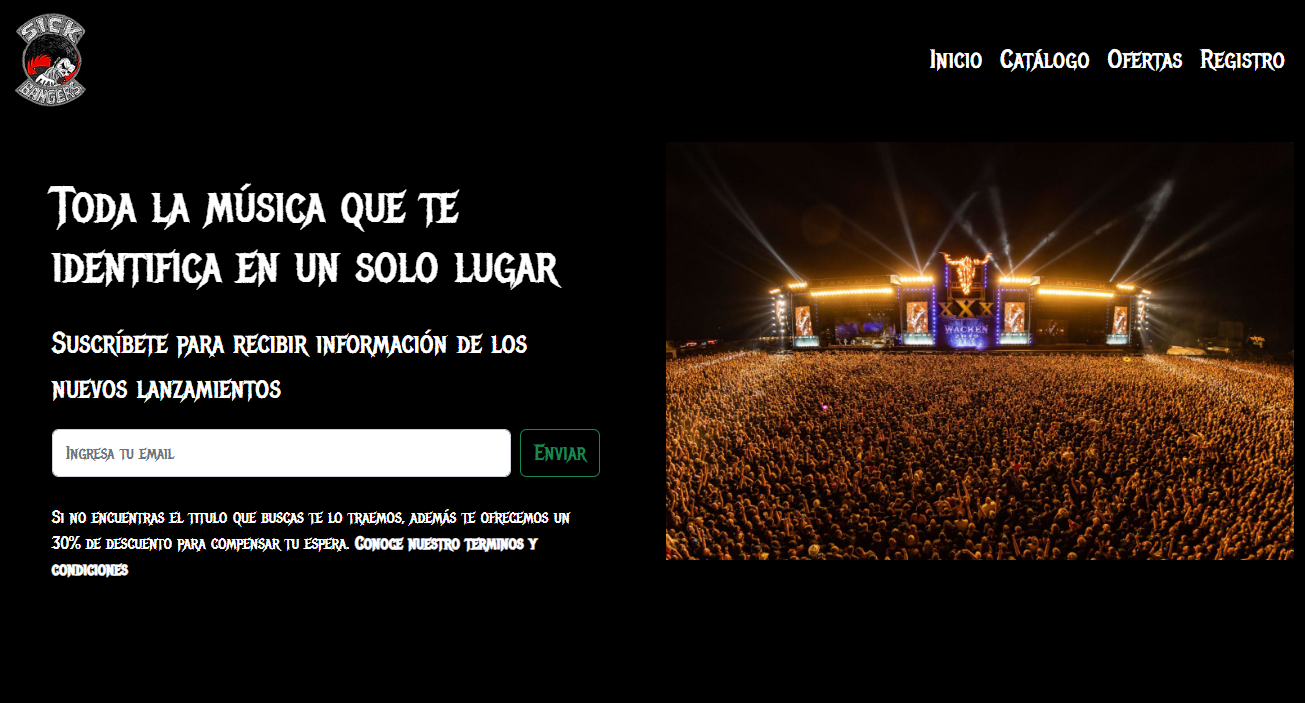 SICK
BANGERS
Inicio Catálogo Ofertas Registro
Toda la música que te
identifica en un solo lugar
Suscríbete para recibir información de los
nuevos lanzamientos
Ingresa tu email
Enviar
Si no encuentras el titulo que buscas te lo traemos, además te ofrecemos un
30% de descuento para compensar tu espera. Conoce nuestro terminos y
condiciones
XXX
WACKEN
2019